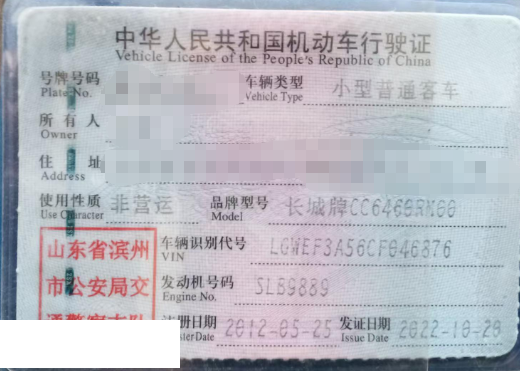 中华人民共和国机动车行驶证
Vehicle License of the People's Republic of China
号牌号码 车辆类型 小型普通客车
Plate No. Vehicle Type
所有人
Owner
住址
Address
使用性质 非营运 品牌型号 长城牌CC6460RM00
Use Character Model
山东省滨州 车辆识别代号 LGWEF3A56CF046876
VIN
市公安局交 发动机号码 SLB9889
Engine No.
注册日期 2012-05-25 发证日期 2022-10-20
Issue Date